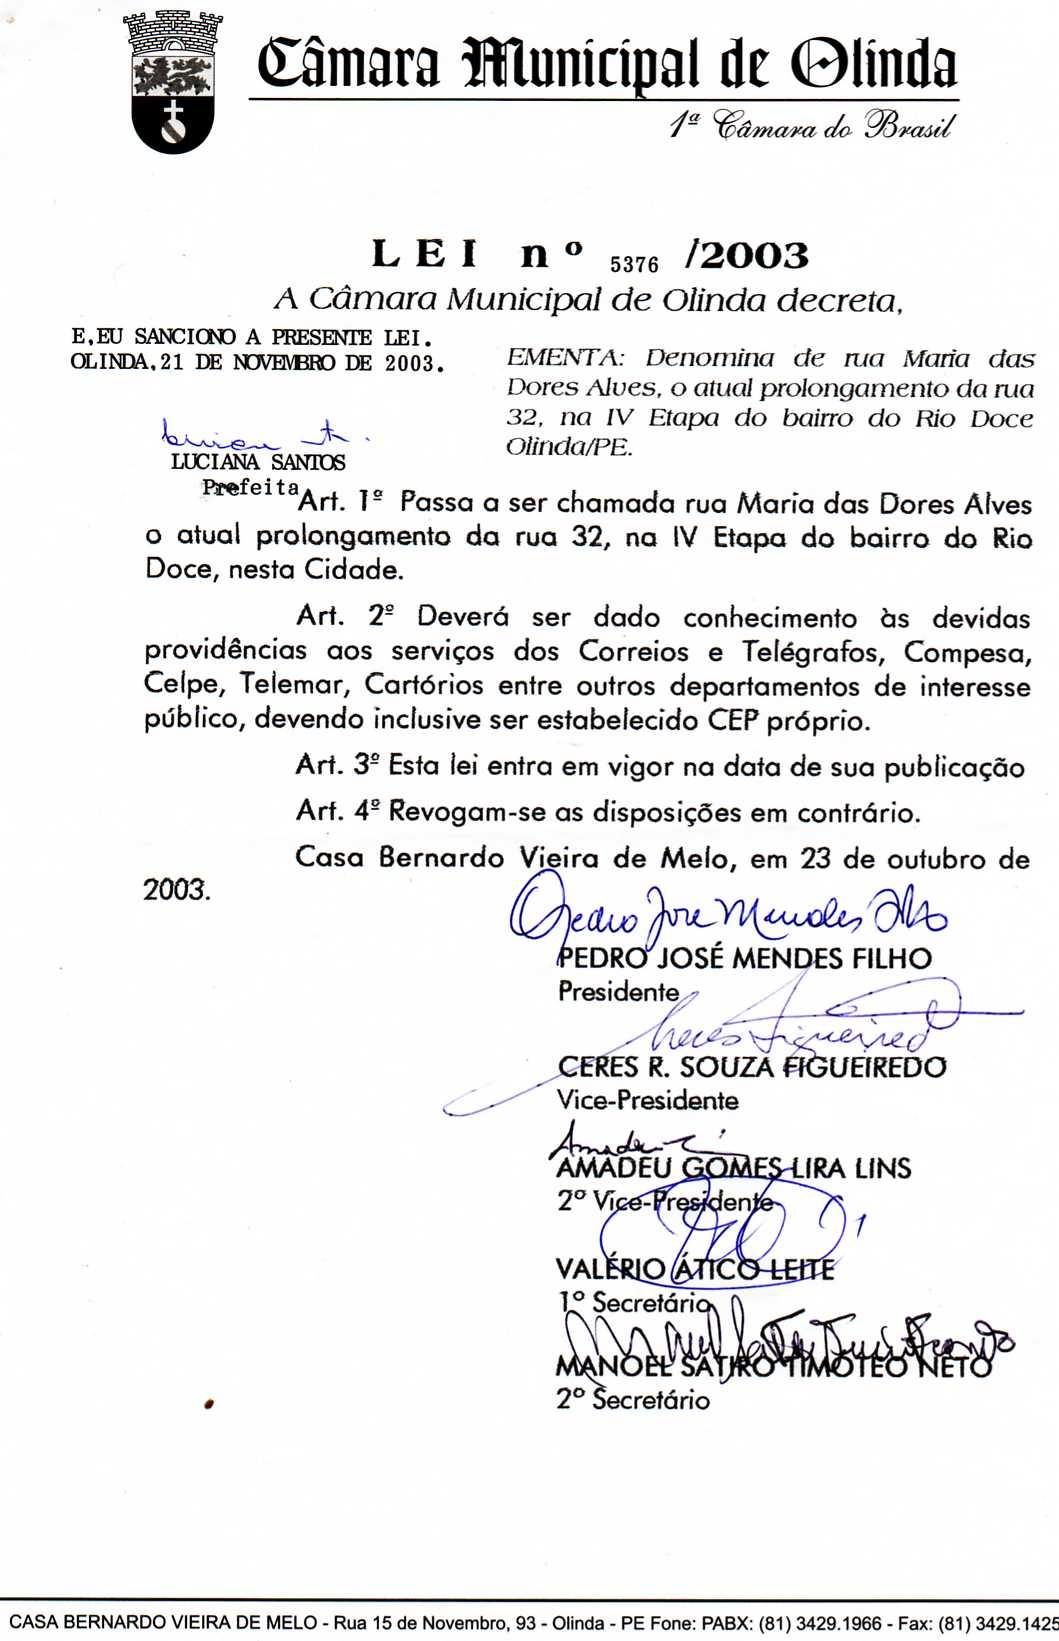 Câmara Municipal de Olinda
1ª Câmara do Brasil
LEI nº 5376 /2003
A Câmara Municipal de Olinda decreta,
E,EU SANCIONO A PRESENTE LEI.
OLINDA,21 DE NOVEMBRO DE 2003.
EMENTA: Denomina de rua Maria das
Dores Alves, o atual prolongamento da rua
32, na IV Etapa do bairro do Rio Doce
Olinda/PE.
LUCIANA SANTOS
Prefeita
Art. 1º Passa a ser chamada rua Maria das Dores Alves
o atual prolongamento da rua 32, na IV Etapa do bairro do Rio
Doce, nesta Cidade.
Art. 2º Deverá ser dado conhecimento às devidas
providências aos serviços dos Correios e Telégrafos, Compesa,
Celpe, Telemar, Cartórios entre outros departamentos de interesse
público, devendo inclusive ser estabelecido CEP próprio.
Art. 3º Esta lei entra em vigor na data de sua publicação
Art. 4º Revogam-se as disposições em contrário.
Casa Bernardo Vieira de Melo, em 23 de outubro de
2003.
Pedro José Mendes Filho
PEDRO JOSÉ MENDES FILHO
Presidente
Ceres Figueiredo
CERES R. SOUZA FIGUEIREDO
Vice-Presidente
Amadeu
AMADEU GOMES LIRA LINS
2º Vice-Presidente
VALÉRIO ÁTICO LEITE
1º Secretário
MANOEL SATIRO TIMOTEO NETO
2º Secretário
CASA BERNARDO VIEIRA DE MELO - Rua 15 de Novembro, 93 - Olinda - PE Fone: PABX: (81) 3429.1966 - Fax: (81) 3429.1425